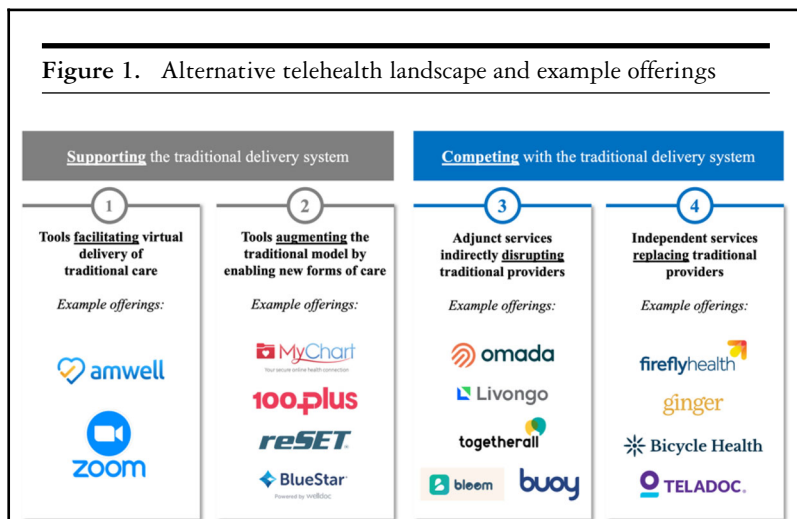 Figure 1. Alternative telehealth landscape and example offerings
Supporting the traditional delivery system
1
Tools facilitating virtual
delivery of
traditional care
Example offerings:
amwell
zoom
2
Tools augmenting the
traditional model by
enabling new forms of care
Example offerings:
MyChart
Your secure online health connection
100plus
reSET
BlueStar
Powered by welldoc
Competing with the traditional delivery system
3
Adjunct services
indirectly disrupting
traditional providers
Example offerings:
omada
Livongo
togetherall
bloom
buoy
4
Independent services
replacing traditional
providers
Example offerings:
fireflyhealth
ginger
Bicycle Health
TELADOC.